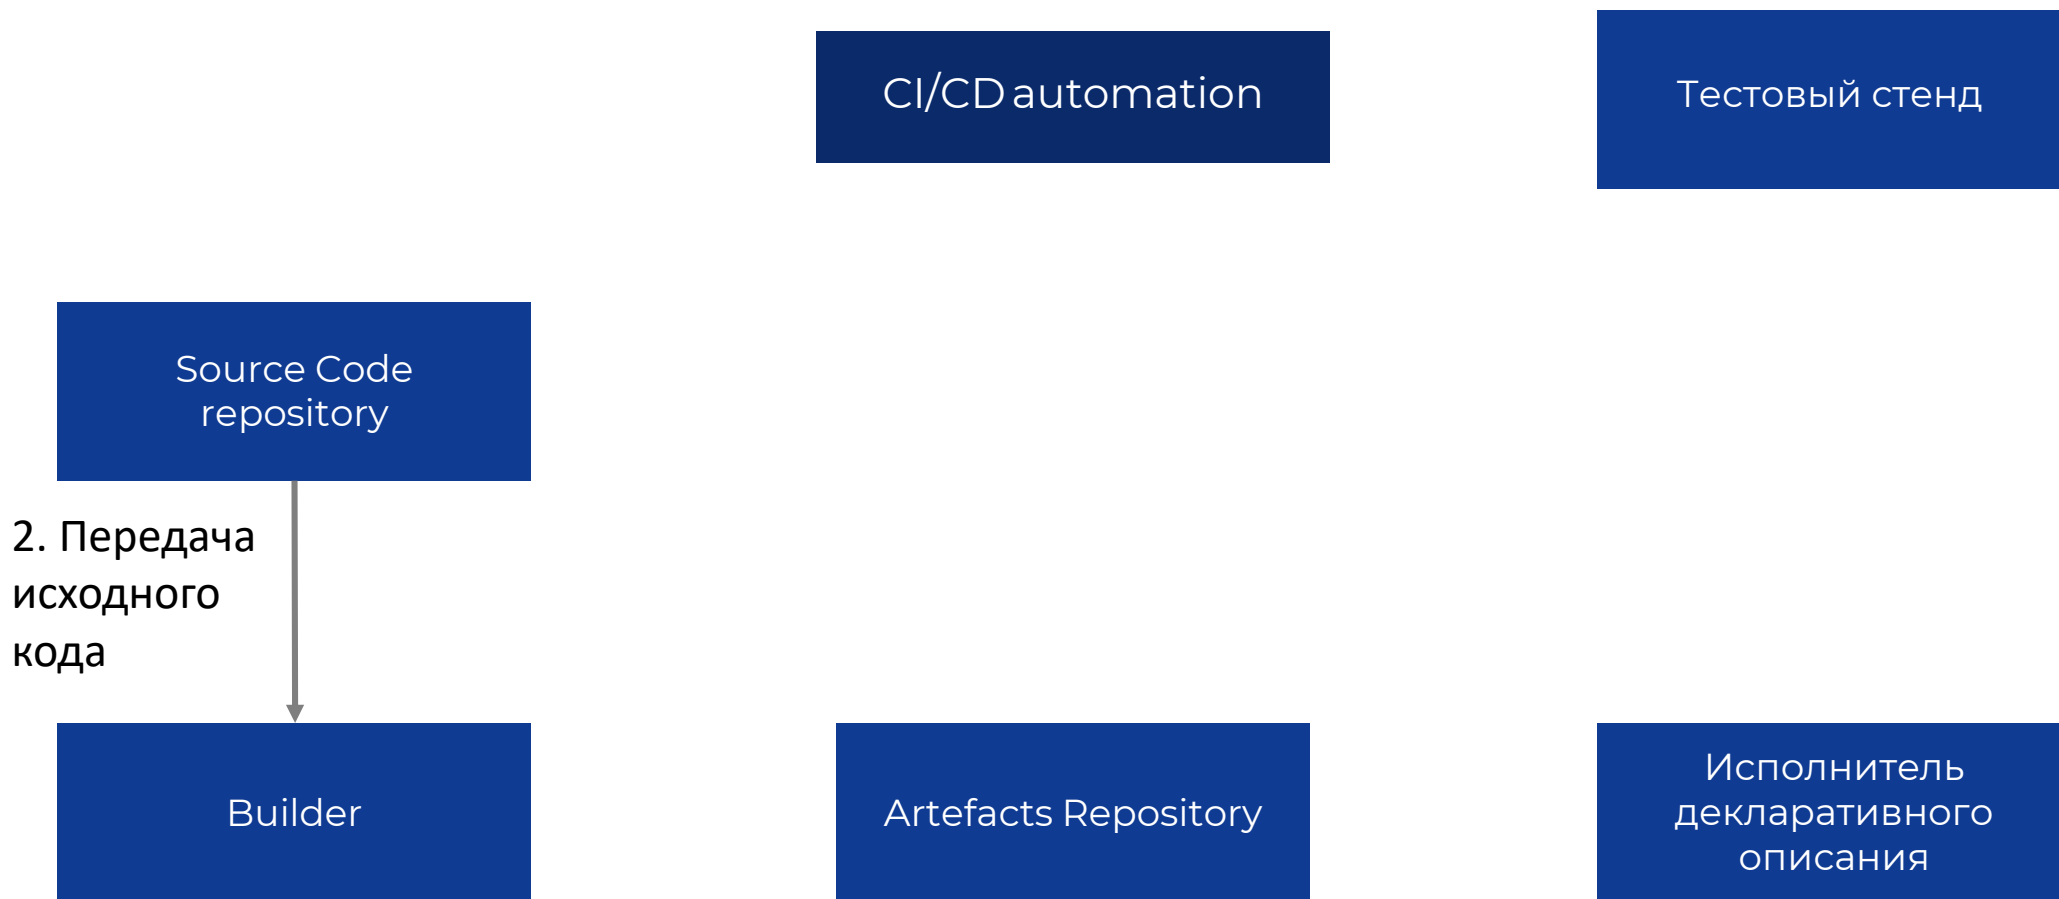 CI/CD automation
Тестовый стенд
Source Code
repository
2. Передача
исходного
кода
Builder
Artefacts Repository
Исполнитель
декларативного
описания